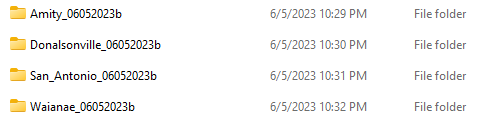 Amity_06052023b 6/5/2023 10:29 PM File folder
Donalsonville_06052023b 6/5/2023 10:30 PM File folder
San_Antonio_06052023b 6/5/2023 10:31 PM File folder
Waianae_06052023b 6/5/2023 10:32 PM File folder